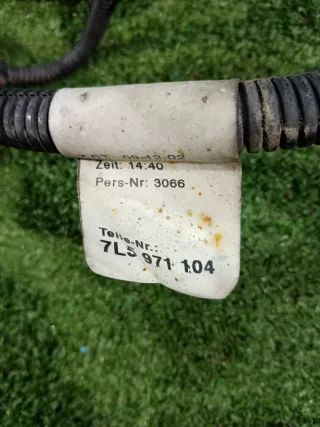 Zeit: 14:40
Pers-Nr: 3066
Teile-Nr.:
7L5 971 104